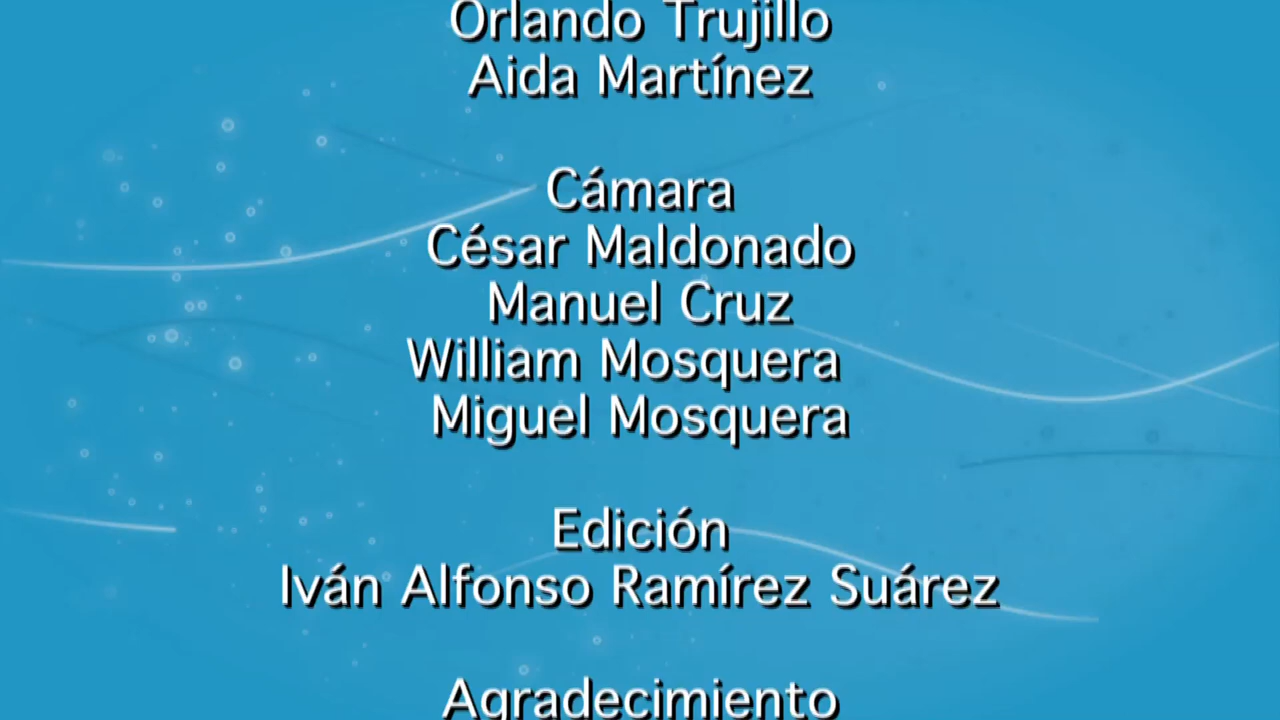 Orlando Trujillo
Aida Martínez
Cámara
César Maldonado
Manuel Cruz
William Mosquera
Miguel Mosquera
Edición
Iván Alfonso Ramírez Suárez
Agradecimiento